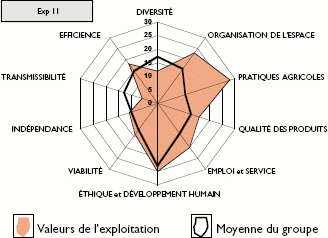 Exp 11
DIVERSITÉ
30
25
20
15
10
5
0
EFFICIENCE
ORGANISATION DE L'ESPACE
TRANSMISSIBILITÉ
PRATIQUES AGRICOLES
INDÉPENDANCE
QUALITÉ DES PRODUITS
VIABILITÉ
EMPLOI et SERVICE
ÉTHIQUE et DÉVELOPPEMENT HUMAIN
Valeurs de l'exploitation
Moyenne du groupe